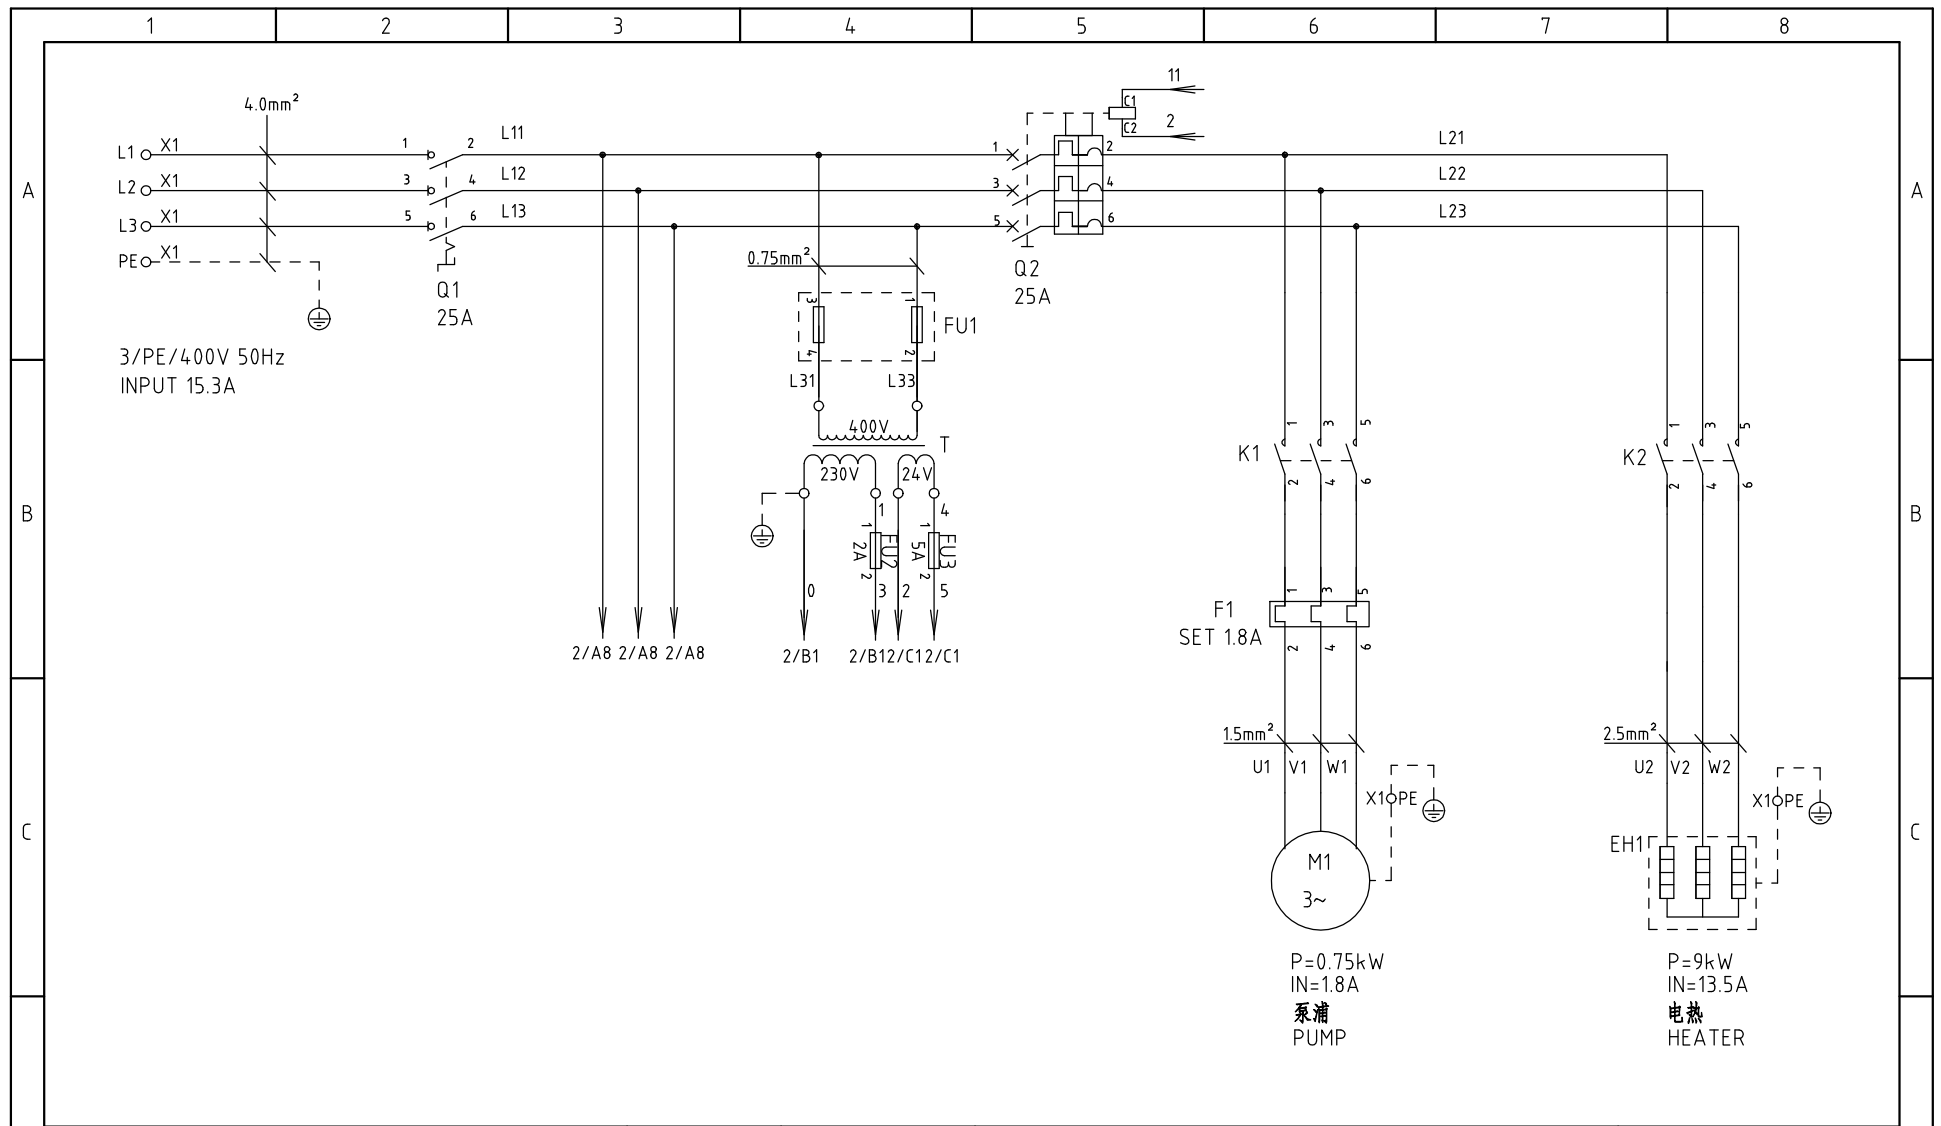 1 2 3 4 5 6 7 8
11
4.0mm²
C1
C2
2
L1 X1
1 2
L11
1 2
L21
L2 X1
3 4
L12
3 4
L22
A A
L3 X1
5 6
L13
5 6
L23
PE X1
0.75mm²
Q1
25A
Q2
25A
3 1
FU1
4 2
3/PE/400V 50Hz
INPUT 15.3A
L31 L33
400V
T
230V 24V
K1
1 3 5
2 4 6
K2
1 3 5
2 4 6
B B
1 4
1 2A FU2 2
1 5A FU3 2
0 3 2 5
F1
SET 1.8A
1 3 5
2 4 6
2/A8 2/A8 2/A8 2/B1 2/B1 2/C1 2/C1
1.5mm²
2.5mm²
U1 V1 W1
U2 V2 W2
X1 PE
X1 PE
C C
EH1
M1
3~
P=0.75kW
IN=1.8A
泵浦
PUMP
P=9kW
IN=13.5A
电热
HEATER